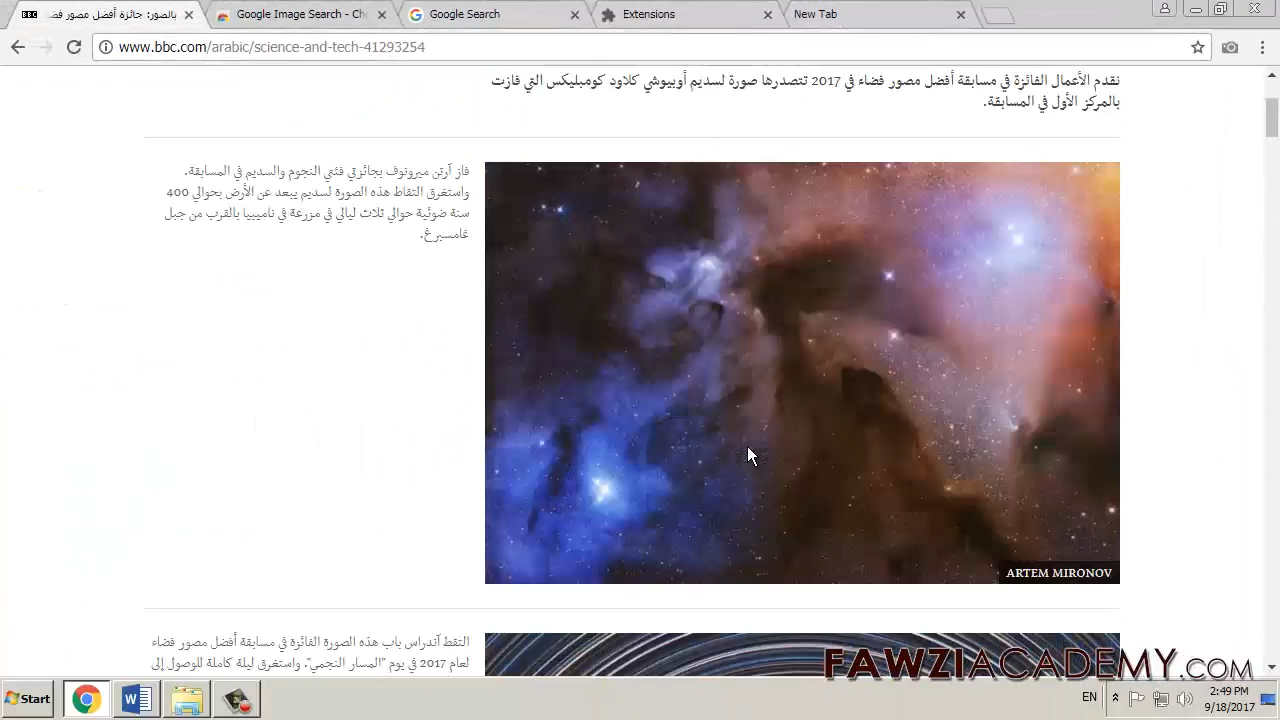 بالصور: جائزة أفضل مصور فضـ
Google Image Search - Ch
Google Search
Extensions
New Tab
www.bbc.com/arabic/science-and-tech-41293254
نقدم الأعمال الفائزة في مسابقة أفضل مصور فضاء في 2017 تتصدرها صورة لسديم أوبيوشي كلاود كومبليكس التي فازت
بالمركز الأول في المسابقة.
فاز آرتن ميرونوف بجائزتي فئتي النجوم والسديم في المسابقة.
واستغرق التقاط هذه الصورة لسديم يبعد عن الأرض بحوالي 400
سنة ضوئية حوالي ثلاث ليالي في مزرعة في ناميبيا بالقرب من جبل
غامسبرغ.
ARTEM MIRONOV
التقط آندراس باب هذه الصورة الفائزة في مسابقة أفضل مصور فضاء
لعام 2017 في يوم "المسار النجمي". واستغرق ليلة كاملة للوصول إلى
FAWZIACADEMY.COM
Start
EN
2:49 PM
9/18/2017